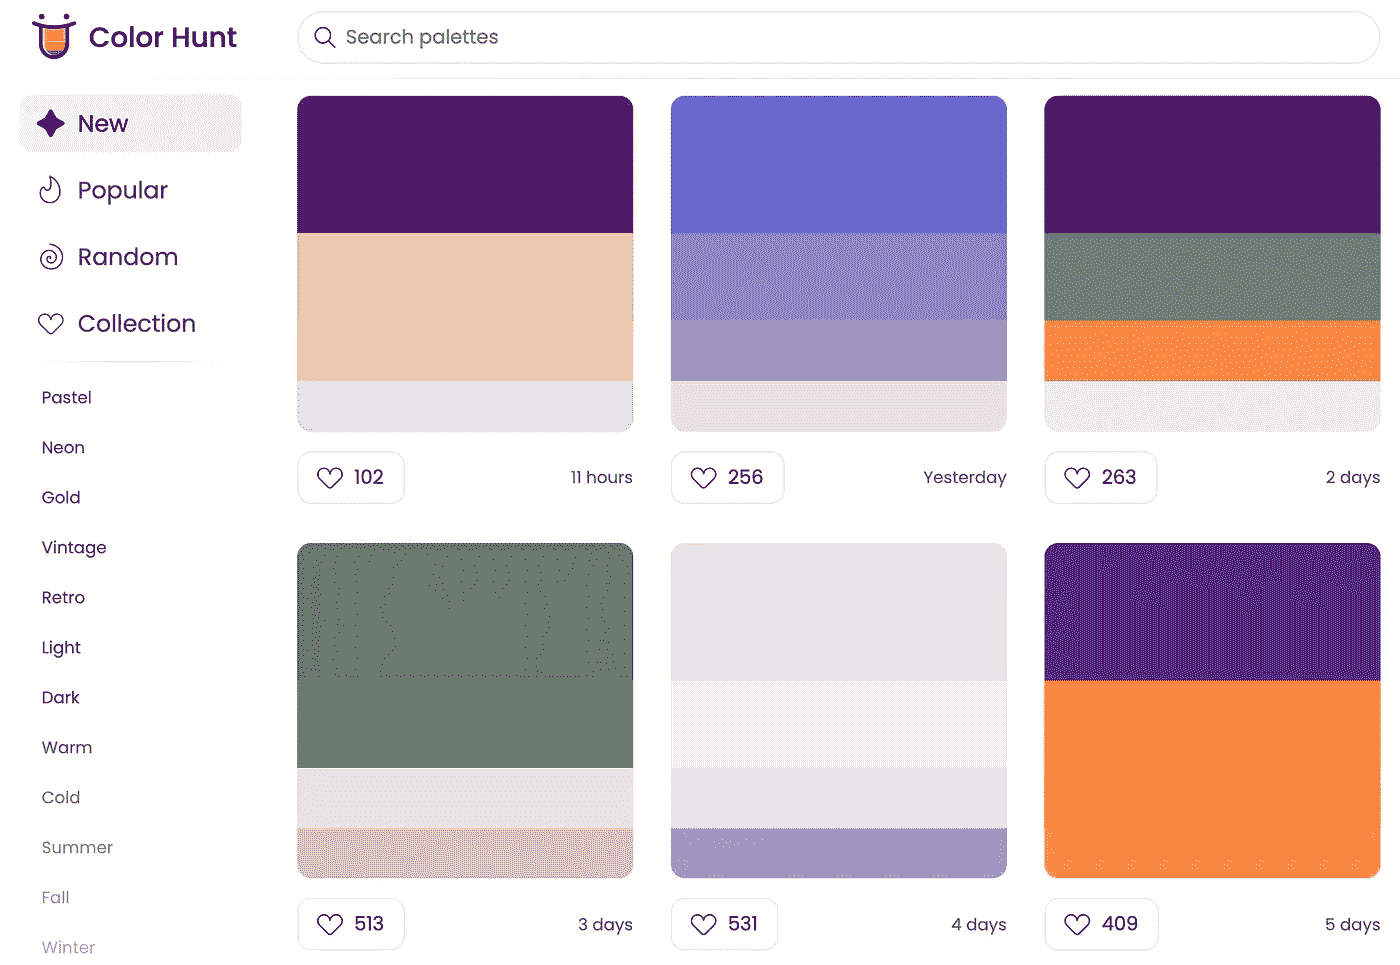 Color Hunt
Search palettes
New
Popular
Random
Collection
Pastel
Neon
Gold
Vintage
Retro
Light
Dark
Warm
Cold
Summer
Fall
Winter
102
11 hours
256
Yesterday
263
2 days
513
3 days
531
4 days
409
5 days